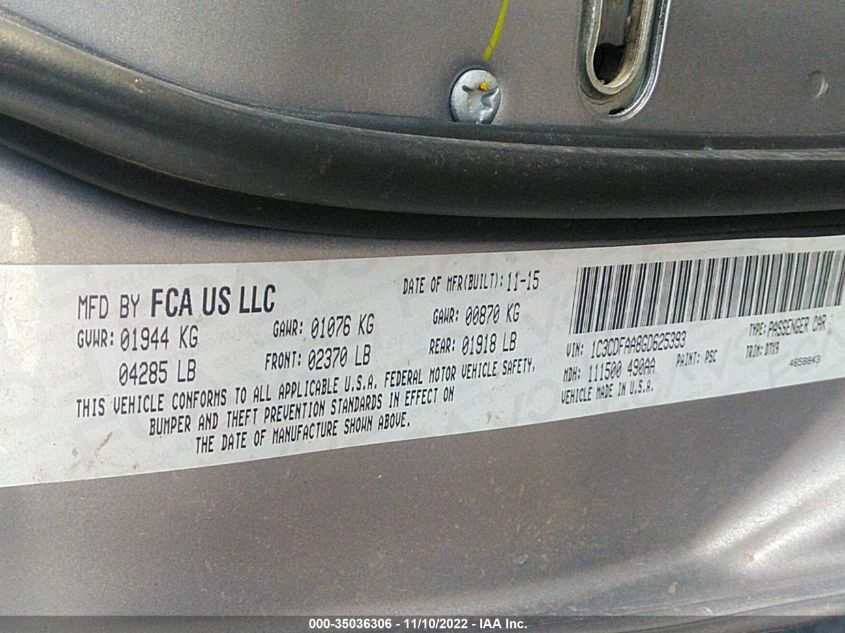 MFD BY FCA US LLC
DATE OF MFR(BUILT): 11-15
GVWR: 01944 KG GAWR: 01076 KG GAWR: 00870 KG
04285 LB FRONT: 02370 LB REAR: 01918 LB
THIS VEHICLE CONFORMS TO ALL APPLICABLE U.S.A. FEDERAL MOTOR VEHICLE SAFETY,
BUMPER AND THEFT PREVENTION STANDARDS IN EFFECT ON
THE DATE OF MANUFACTURE SHOWN ABOVE.
VIN: 1C3CDFAA8GD625393 TYPE: PASSENGER CAR
MDH: 111500 490AA PAINT: PSC TRIM: D7X9
VEHICLE MADE IN U.S.A. 4658643
000-35036306 - 11/10/2022 - IAA Inc.